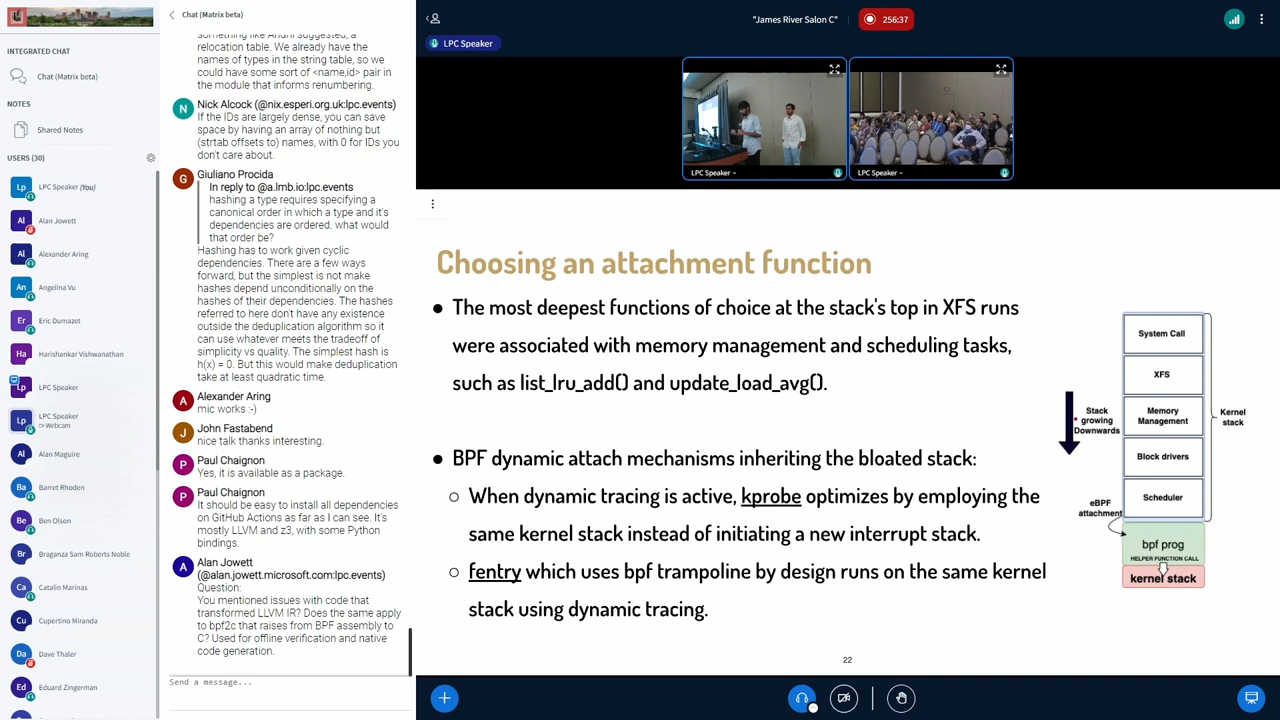 INTEGRATED CHAT
Chat (Matrix beta)
NOTES
Shared Notes
USERS (30)
Lp
LPC Speaker (You)
Al
Alan Jowett
Al
Alexander Aring
An
Angelina Vu
Er
Eric Dumazet
Ha
Harishankar Vishwanathan
Lp
LPC Speaker
Lp
LPC Speaker
Webcam
Al
Alan Maguire
Ba
Barret Rhoden
Be
Ben Olson
Br
Braganza Sam Roberts Noble
Ca
Catalin Marinas
Cu
Cupertino Miranda
Da
Dave Thaler
Ed
Eduard Zingerman
Chat (Matrix beta)
something like Andrii suggested, a
relocation table. We already have the
names of types in the string table, so we
could have some sort of <name,id> pair in
the module that informs renumbering.
N
Nick Alcock (@nix.esperi.org.uk:lpc.events)
If the IDs are largely dense, you can save
space by having an array of nothing but
(strtab offsets to) names, with 0 for IDs you
don't care about.
G
Giuliano Procida
In reply to @a.lmb.io:lpc.events
hashing a type requires specifying a
canonical order in which a type and it's
dependencies are ordered. what would
that order be?
Hashing has to work given cyclic
dependencies. There are a few ways
forward, but the simplest is not make
hashes depend unconditionally on the
hashes of their dependencies. The hashes
referred to here don't have any existence
outside the deduplication algorithm so it
can use whatever meets the tradeoff of
simplicity vs quality. The simplest hash is
h(x) = 0. But this would make deduplication
take at least quadratic time.
A
Alexander Aring
mic works :-)
J
John Fastabend
nice talk thanks interesting.
P
Paul Chaignon
Yes, it is available as a package.
P
Paul Chaignon
It should be easy to install all dependencies
on GitHub Actions as far as I can see. It's
mostly LLVM and z3, with some Python
bindings.
A
Alan Jowett
(@alan.jowett.microsoft.com:lpc.events)
Question:
You mentioned issues with code that
transformed LLVM IR? Does the same apply
to bpf2c that raises from BPF assembly to
C? Used for offline verification and native
code generation.
Send a message...
"James River Salon C"
256:37
LPC Speaker
LPC Speaker
LPC Speaker
Choosing an attachment function
● The most deepest functions of choice at the stack's top in XFS runs
were associated with memory management and scheduling tasks,
such as list_lru_add() and update_load_avg().
● BPF dynamic attach mechanisms inheriting the bloated stack:
○ When dynamic tracing is active, kprobe optimizes by employing the
same kernel stack instead of initiating a new interrupt stack.
○ fentry which uses bpf trampoline by design runs on the same kernel
stack using dynamic tracing.
System Call
XFS
Memory
Management
Block drivers
Scheduler
Stack
growing
Downwards
Kernel
stack
eBPF
attachment
bpf prog
HELPER FUNCTION CALL
kernel stack
22